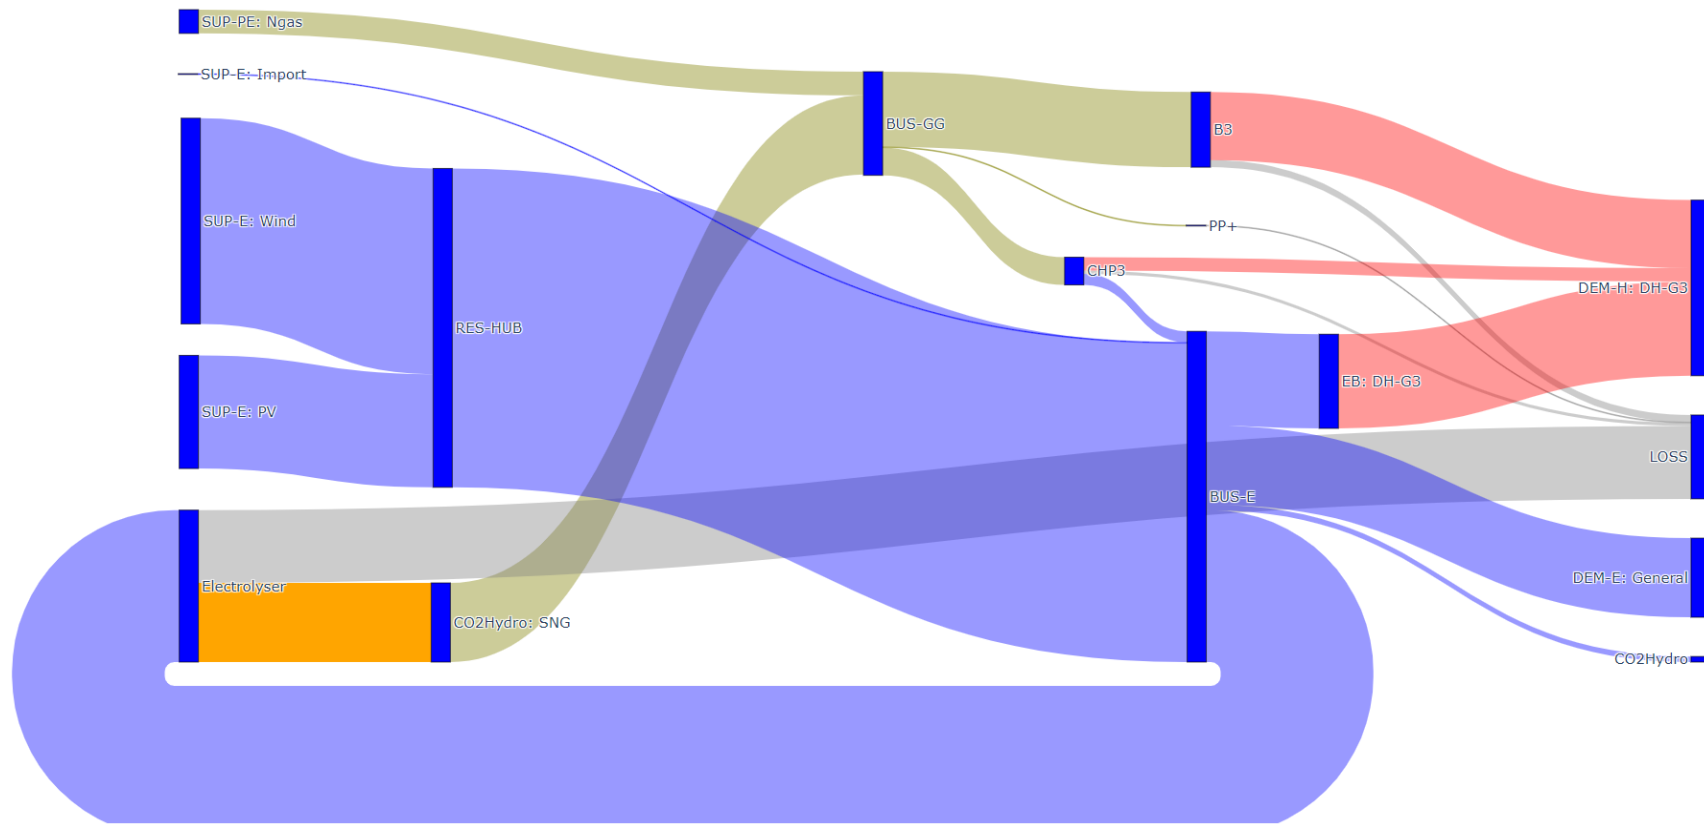 SUP-PE: Ngas
SUP-E: Import
BUS-GG
B3
SUP-E: Wind
PP+
CHP3
DEM-H: DH-G3
RES-HUB
EB: DH-G3
SUP-E: PV
LOSS
BUS-E
DEM-E: General
Electrolyser
CO2Hydro: SNG
CO2Hydro